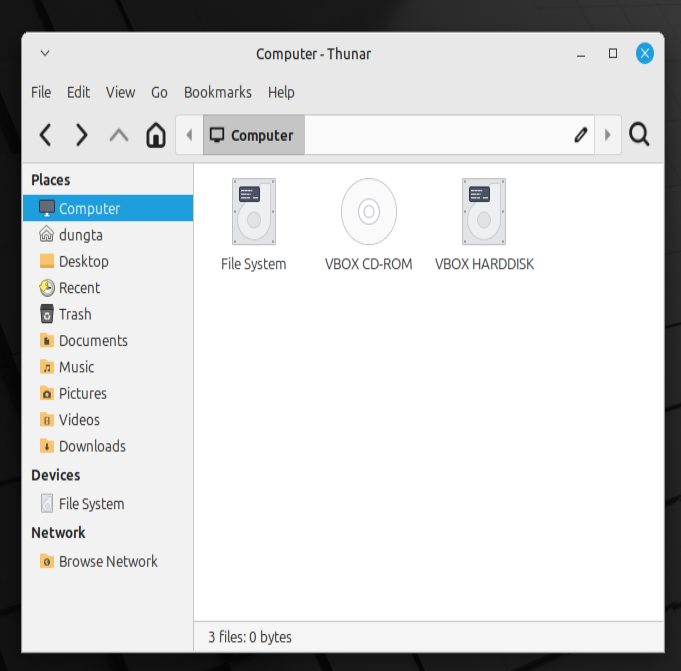 Computer - Thunar
File Edit View Go Bookmarks Help
Computer
Places
Computer
dungta
Desktop
Recent
Trash
Documents
Music
Pictures
Videos
Downloads
Devices
File System
Network
Browse Network
File System VBOX CD-ROM VBOX HARDDISK
3 files: 0 bytes